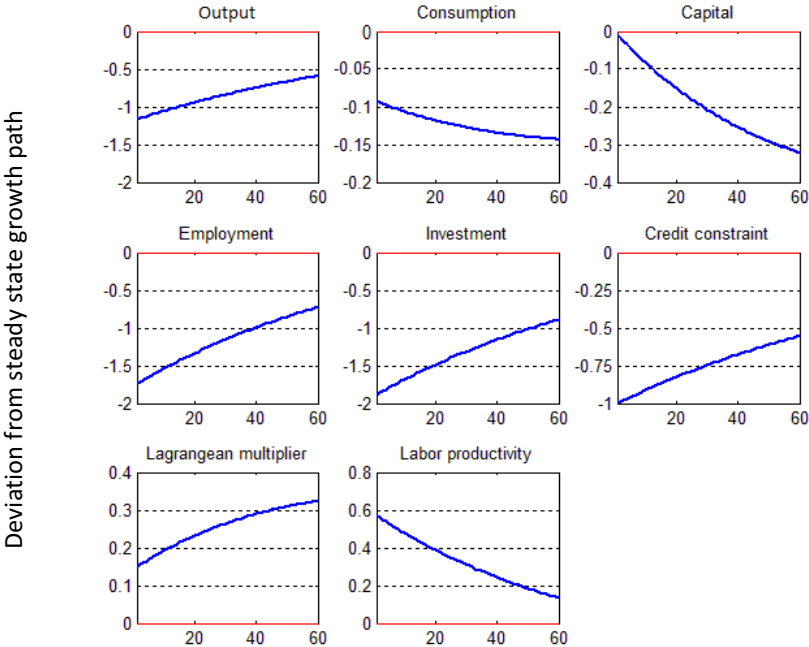 Deviation from steady state growth path
Output
0
-0.5
-1
-1.5
-2
20 40 60
Consumption
0
-0.05
-0.1
-0.15
-0.2
20 40 60
Capital
0
-0.1
-0.2
-0.3
-0.4
20 40 60
Employment
0
-0.5
-1
-1.5
-2
20 40 60
Investment
0
-0.5
-1
-1.5
-2
20 40 60
Credit constraint
0
-0.25
-0.5
-0.75
-1
20 40 60
Lagrangean multiplier
0.4
0.3
0.2
0.1
0
20 40 60
Labor productivity
0.8
0.6
0.4
0.2
0
20 40 60